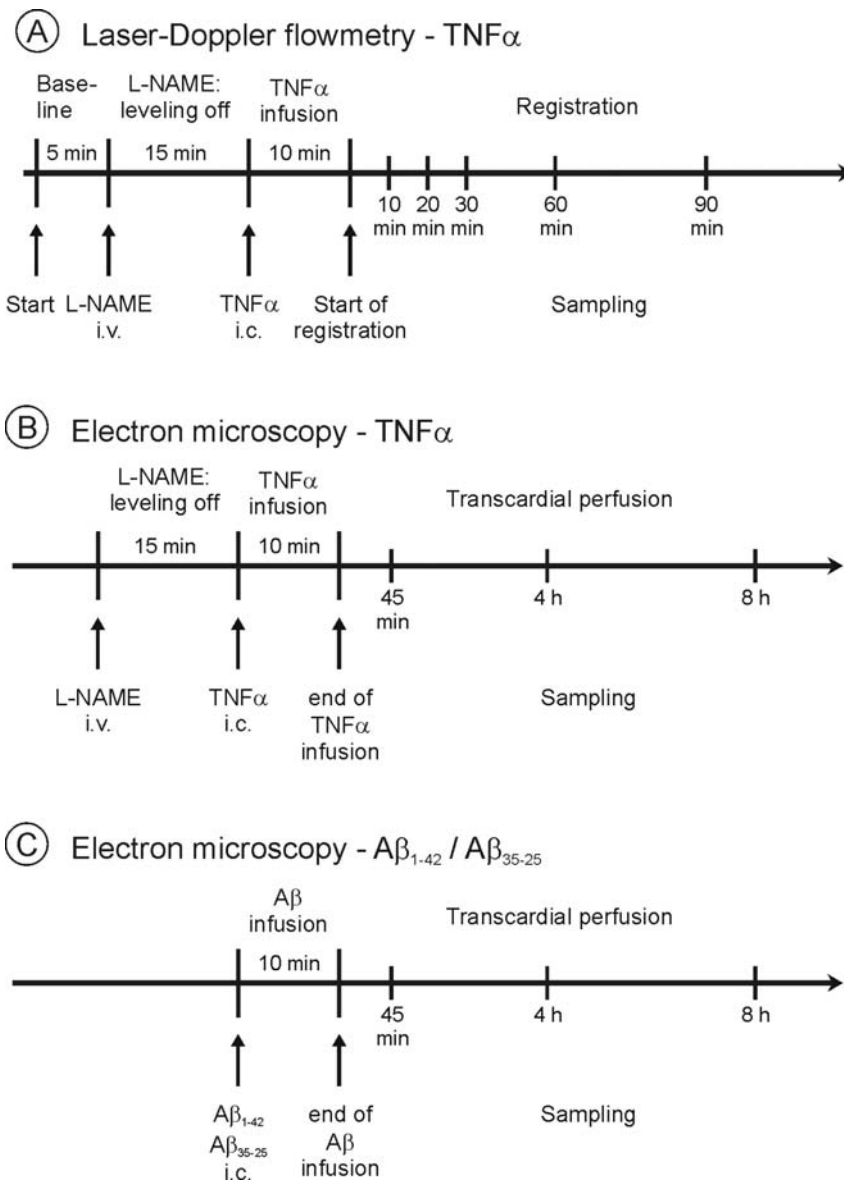 A Laser-Doppler flowmetry - TNFα
Base-
line
L-NAME:
leveling off
TNFα
infusion
Registration
5 min
15 min
10 min
10
min
20
min
30
min
60
min
90
min
Start
L-NAME
i.v.
TNFα
i.c.
Start of
registration
Sampling
B Electron microscopy - TNFα
L-NAME:
leveling off
TNFα
infusion
Transcardial perfusion
15 min
10 min
45
min
4 h
8 h
L-NAME
i.v.
TNFα
i.c.
end of
TNFα
infusion
Sampling
C Electron microscopy - Aβ1-42 / Aβ35-25
Aβ
infusion
Transcardial perfusion
10 min
45
min
4 h
8 h
Aβ1-42
Aβ35-25
i.c.
end of
Aβ
infusion
Sampling